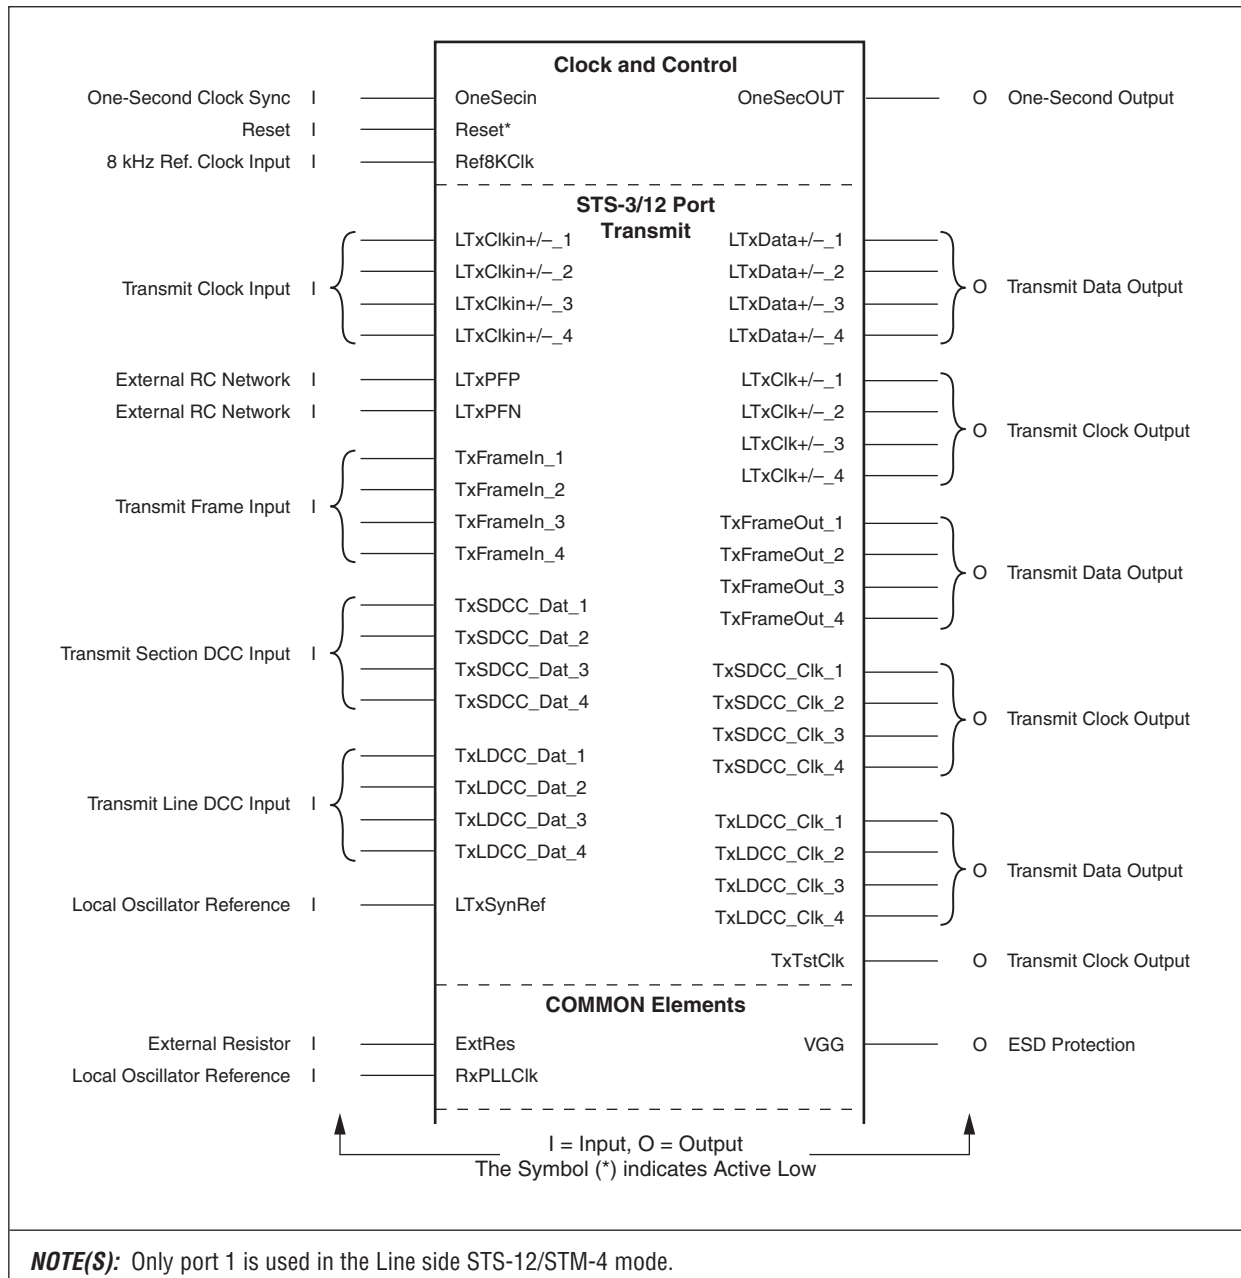 Clock and Control
One-Second Clock Sync I OneSecin OneSecOUT O One-Second Output
Reset I Reset*
8 kHz Ref. Clock Input I Ref8KClk
STS-3/12 Port
Transmit
LTxClkin+/–_1 LTxData+/–_1
LTxClkin+/–_2 LTxData+/–_2
Transmit Clock Input I O Transmit Data Output
LTxClkin+/–_3 LTxData+/–_3
LTxClkin+/–_4 LTxData+/–_4
External RC Network I LTxPFP LTxClk+/–_1
External RC Network I LTxPFN LTxClk+/–_2
O Transmit Clock Output
LTxClk+/–_3
TxFrameIn_1
LTxClk+/–_4
TxFrameIn_2
Transmit Frame Input I
TxFrameIn_3 TxFrameOut_1
TxFrameIn_4 TxFrameOut_2
O Transmit Data Output
TxFrameOut_3
TxSDCC_Dat_1
TxFrameOut_4
TxSDCC_Dat_2
Transmit Section DCC Input I
TxSDCC_Dat_3 TxSDCC_Clk_1
TxSDCC_Dat_4 TxSDCC_Clk_2
O Transmit Clock Output
TxSDCC_Clk_3
TxLDCC_Dat_1
TxSDCC_Clk_4
TxLDCC_Dat_2
Transmit Line DCC Input I
TxLDCC_Dat_3 TxLDCC_Clk_1
TxLDCC_Dat_4 TxLDCC_Clk_2
O Transmit Data Output
TxLDCC_Clk_3
Local Oscillator Reference I LTxSynRef
TxLDCC_Clk_4
TxTstClk O Transmit Clock Output
COMMON Elements
External Resistor I ExtRes VGG O ESD Protection
Local Oscillator Reference I RxPLLClk
I = Input, O = Output
The Symbol (*) indicates Active Low
NOTE(S): Only port 1 is used in the Line side STS-12/STM-4 mode.